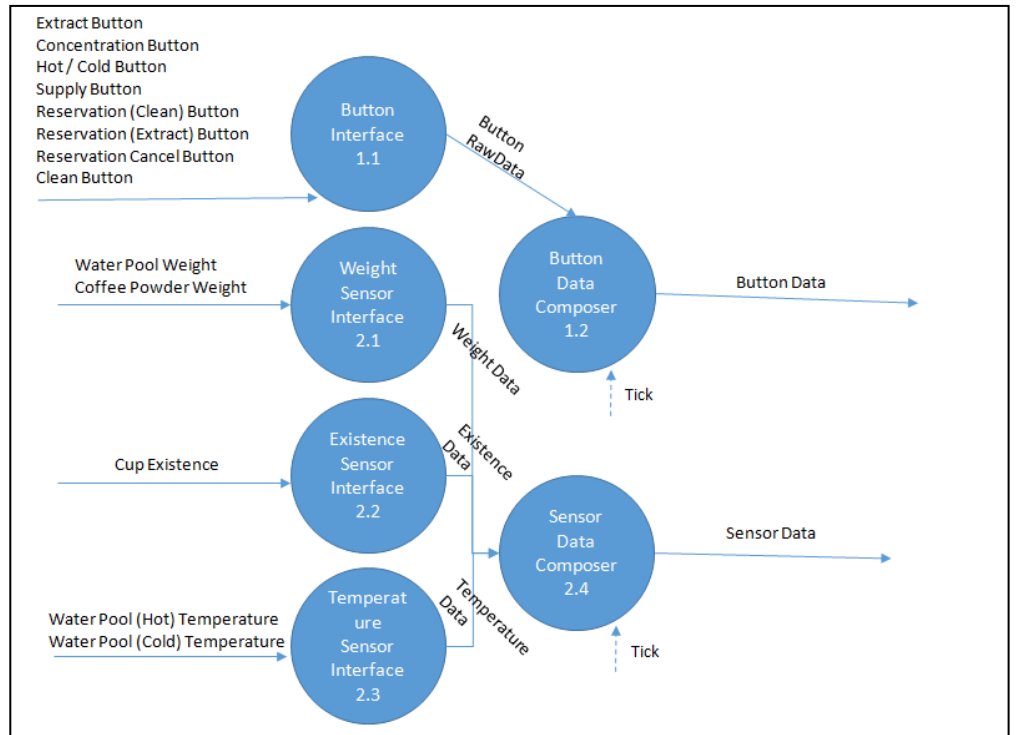 Extract Button
Concentration Button
Hot / Cold Button
Supply Button
Reservation (Clean) Button
Reservation (Extract) Button
Reservation Cancel Button
Clean Button
Button
Interface
1.1
Button
RawData
Water Pool Weight
Coffee Powder Weight
Weight
Sensor
Interface
2.1
Weight Data
Button
Data
Composer
1.2
Button Data
Tick
Cup Existence
Existence
Sensor
Interface
2.2
Existence
Data
Sensor
Data
Composer
2.4
Sensor Data
Tick
Water Pool (Hot) Temperature
Water Pool (Cold) Temperature
Temperat
ure
Sensor
Interface
2.3
Temperature
Data